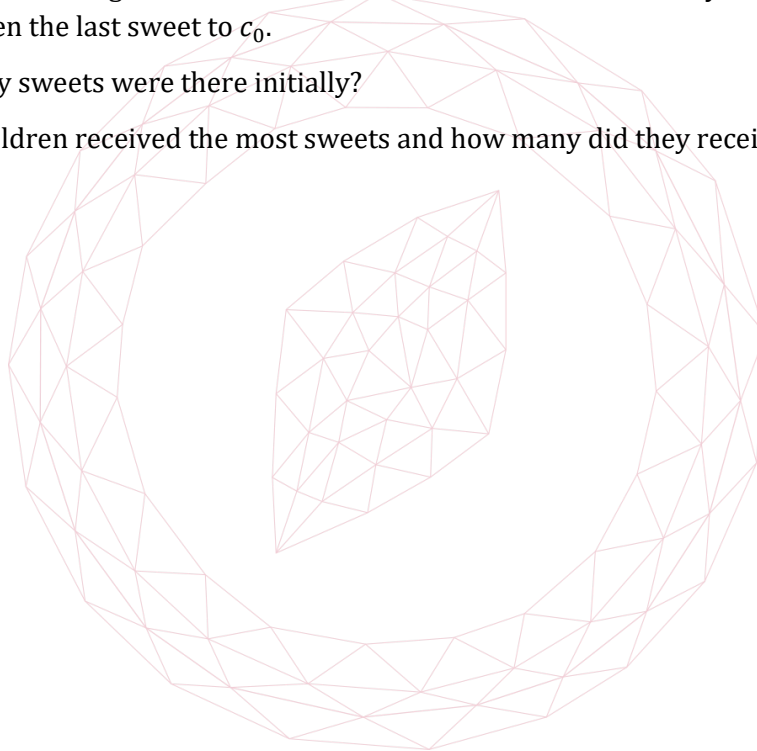 en the last sweet to c₀.
y sweets were there initially?
ldren received the most sweets and how many did they recei